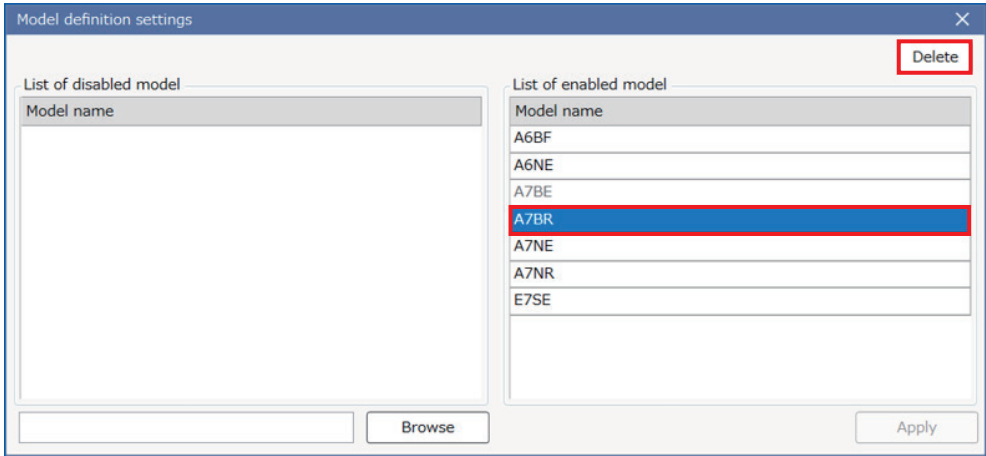 Model definition settings
Delete
List of disabled model
Model name
List of enabled model
Model name
A6BF
A6NE
A7BE
A7BR
A7NE
A7NR
E7SE
Browse
Apply